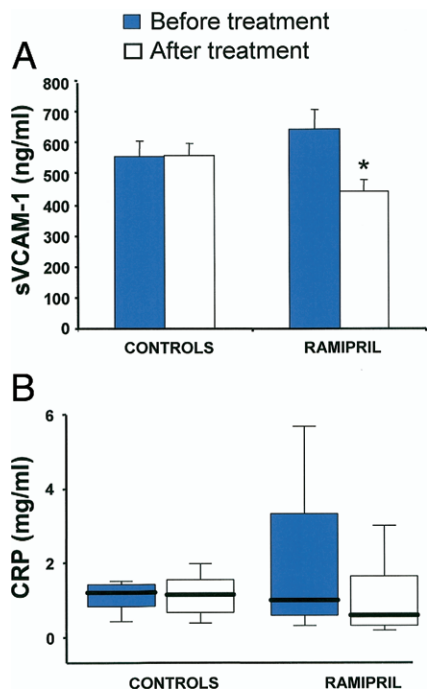 Before treatment
After treatment
A
sVCAM-1 (ng/ml)
800
700
600
500
400
300
200
100
0
*
CONTROLS RAMIPRIL
B
CRP (mg/ml)
6
4
2
0
CONTROLS RAMIPRIL